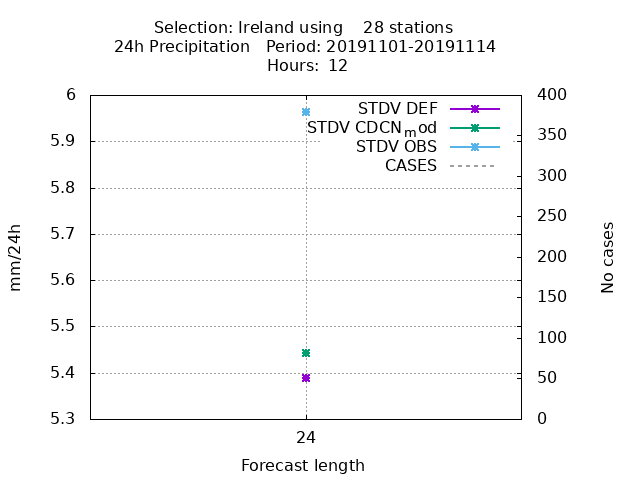 Selection: Ireland using    28 stations
24h Precipitation   Period: 20191101-20191114
Hours:  12
6
5.9
5.8
5.7
5.6
5.5
5.4
5.3
mm/24h
STDV DEF
STDV CDCNmod
STDV OBS
CASES
400
350
300
250
200
150
100
50
0
No cases
24
Forecast length